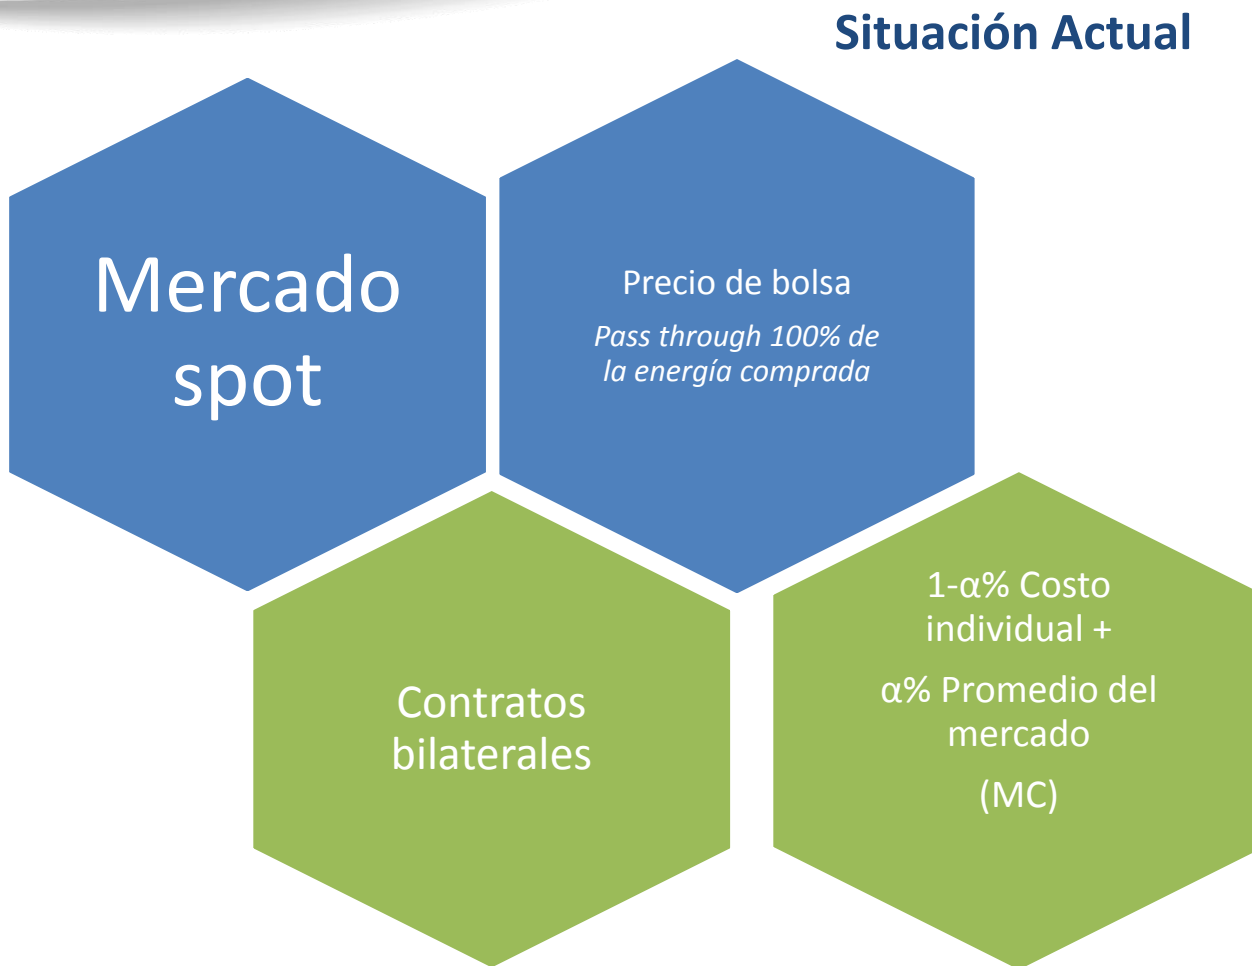 Situación Actual
Mercado
spot
Precio de bolsa
Pass through 100% de
la energía comprada
Contratos
bilaterales
1-α% Costo
individual +
α% Promedio del
mercado
(MC)